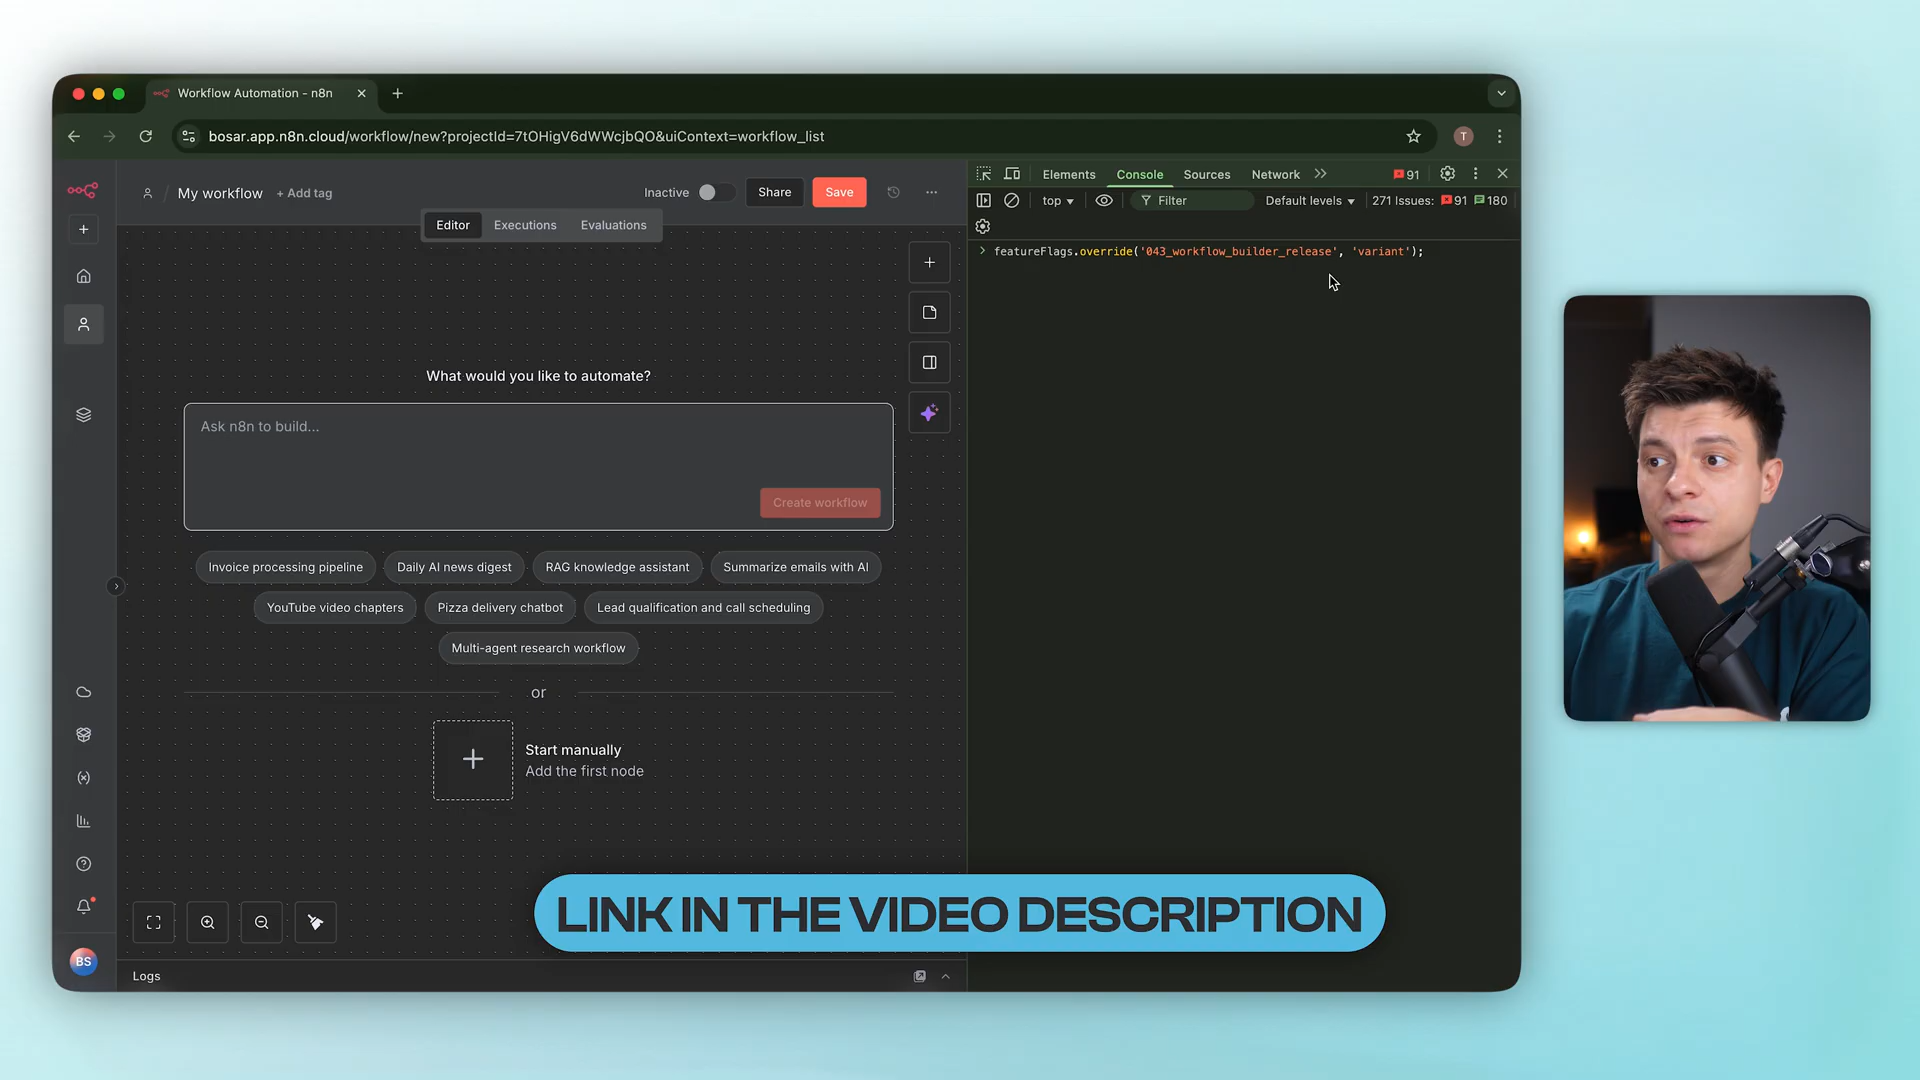 Workflow Automation - n8n
bosar.app.n8n.cloud/workflow/new?projectId=7tOHigV6dWWcjbQO&uiContext=workflow_list
/ My workflow + Add tag
Inactive
Share
Save
Editor Executions Evaluations
What would you like to automate?
Ask n8n to build...
Create workflow
Invoice processing pipeline
Daily AI news digest
RAG knowledge assistant
Summarize emails with AI
YouTube video chapters
Pizza delivery chatbot
Lead qualification and call scheduling
Multi-agent research workflow
or
Start manually
Add the first node
BS
Logs
T
Elements Console Sources Network 91
top Filter Default levels 271 Issues: 91 180
featureFlags.override('043_workflow_builder_release', 'variant');
LINK IN THE VIDEO DESCRIPTION